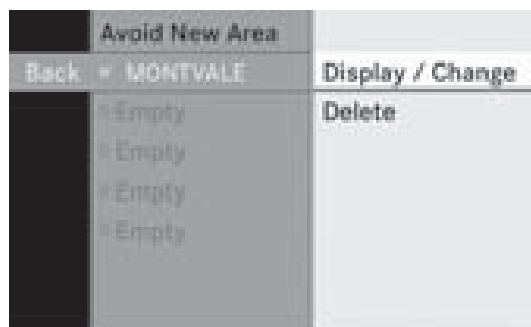 Avoid New Area
Back MONTVALE Display / Change
Empty Delete
Empty
Empty
Empty